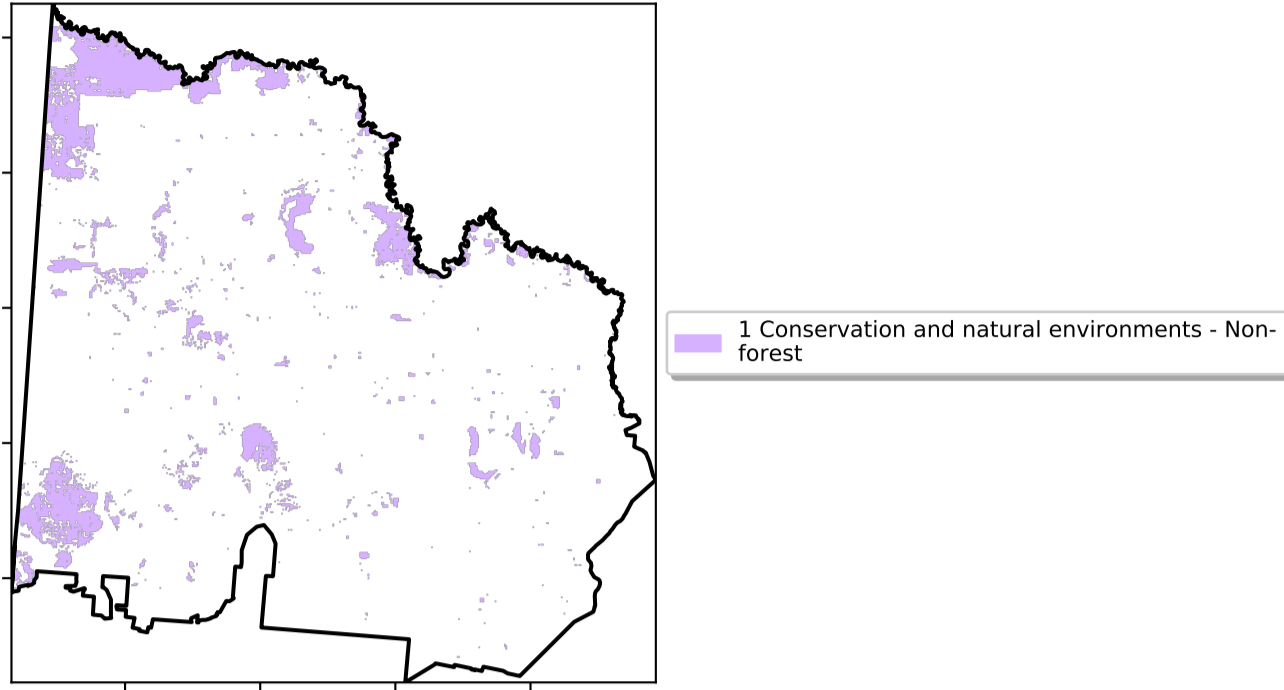 1 Conservation and natural environments - Non-
forest